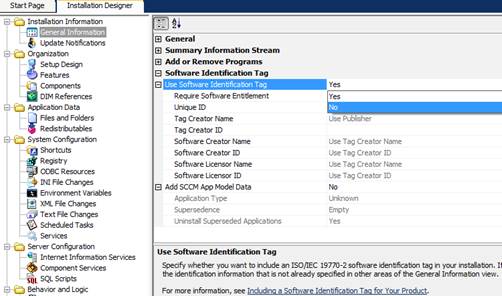 Start Page
Installation Designer
Installation Information
General Information
Update Notifications
Organization
Setup Design
Features
Components
DIM References
Application Data
Files and Folders
Redistributables
System Configuration
Shortcuts
Registry
ODBC Resources
INI File Changes
Environment Variables
XML File Changes
Text File Changes
Scheduled Tasks
Services
Server Configuration
Internet Information Services
Component Services
SQL Scripts
Behavior and Logic
General
Summary Information Stream
Add or Remove Programs
Software Identification Tag
Use Software Identification Tag Yes
Require Software Entitlement Yes
Unique ID No
Tag Creator Name Use Publisher
Tag Creator ID
Software Creator Name Use Tag Creator Name
Software Creator ID Use Tag Creator ID
Software Licensor Name Use Tag Creator Name
Software Licensor ID Use Tag Creator ID
Add SCCM App Model Data No
Application Type Unknown
Supersedence Empty
Uninstall Superseded Applications Yes
Use Software Identification Tag
Specify whether you want to include an ISO/IEC 19770-2 software identification tag in your installation. If
the identification information that is not already specified in other areas of the General Information view.
For more information, see Including a Software Identification Tag for Your Product.